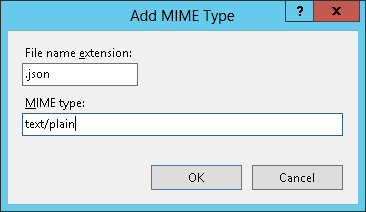 Add MIME Type
?
x
File name extension:
.json
MIME type:
text/plain
OK
Cancel